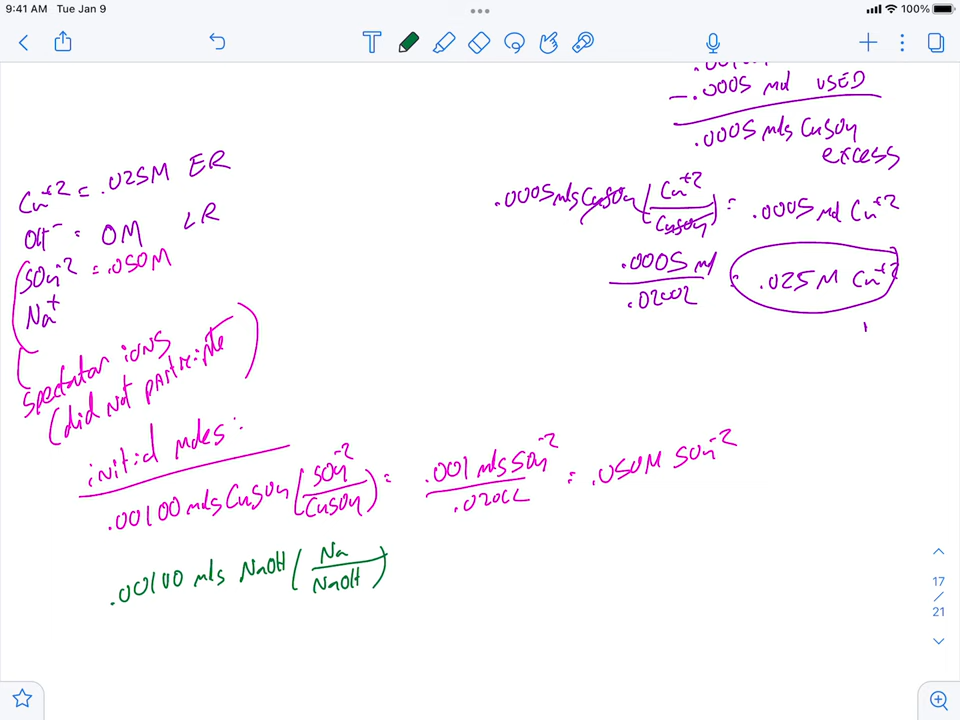 9:41 AM Tue Jan 9
100%
- .0005 mol USED
.0005 mols CuSO4
excess
Cu+2 = .025M ER
OH- = 0M LR
SO4-2 = .050M
Na+
spectator ions
(did not participate)
.0005 mols CuSO4 (Cu+2 / CuSO4) = .0005 mol Cu+2
.0005 mol / .0200L = .025 M Cu+2
initial moles:
.00100 mols CuSO4 (SO4-2 / CuSO4) = .001 mols SO4-2 / .0200L = .050M SO4-2
.00100 mols NaOH (Na / NaOH)
17
/
21